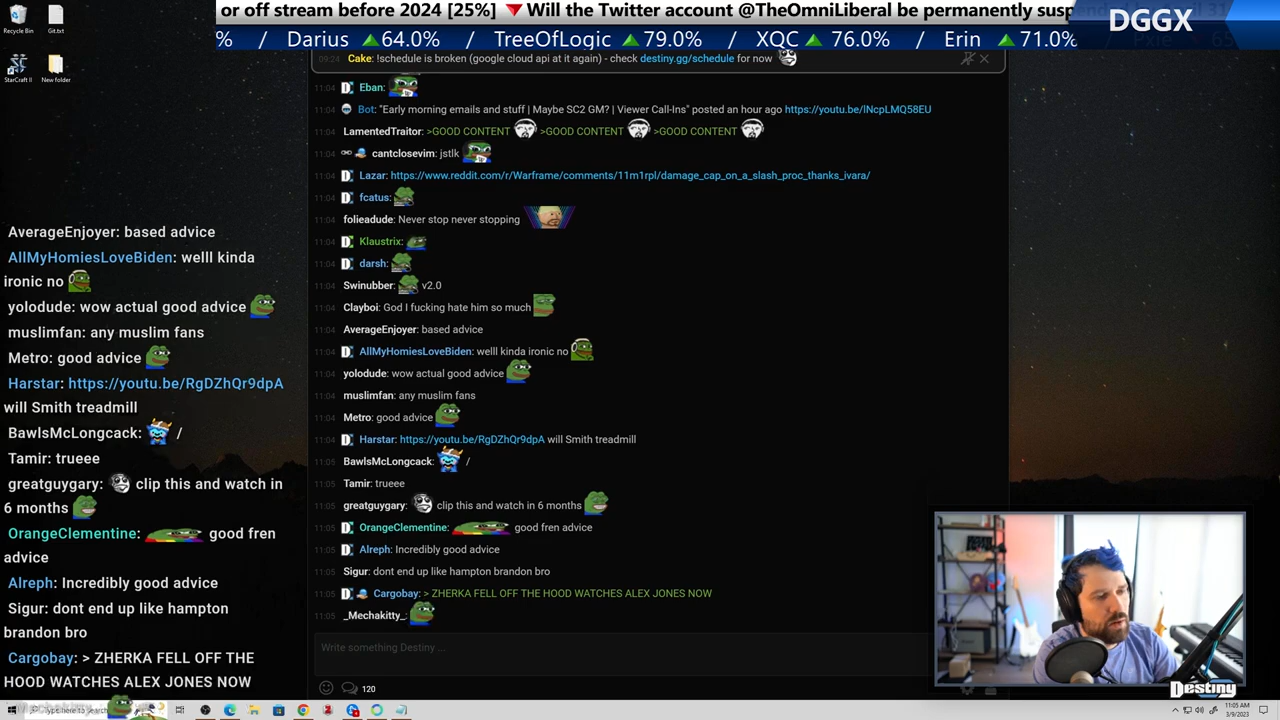 or off stream before 2024 [25%] Will the Twitter account @TheOmniLiberal be permanently susp
DGGX
% / Darius 64.0% / TreeOfLogic 79.0% / XQC 76.0% / Erin 71.0%
Recycle Bin
Git.txt
StarCraft II
New folder
09:24 Cake: !schedule is broken (google cloud api at it again) - check destiny.gg/schedule for now
11:04 Eban:
11:04 Bot: "Early morning emails and stuff | Maybe SC2 GM? | Viewer Call-Ins" posted an hour ago https://youtu.be/lNcpLMQ58EU
11:04 LamentedTraitor: >GOOD CONTENT >GOOD CONTENT >GOOD CONTENT
11:04 cantclosevim: jstlk
11:04 Lazar: https://www.reddit.com/r/Warframe/comments/11m1rpl/damage_cap_on_a_slash_proc_thanks_ivara/
11:04 fcatus:
11:04 folieadude: Never stop never stopping
11:04 Klaustrix:
11:04 darsh:
11:04 Swinubber: v2.0
11:04 Clayboi: God I fucking hate him so much
11:04 AverageEnjoyer: based advice
11:04 AllMyHomiesLoveBiden: welll kinda ironic no
11:04 yolodude: wow actual good advice
11:04 muslimfan: any muslim fans
11:04 Metro: good advice
11:04 Harstar: https://youtu.be/RgDZhQr9dpA will Smith treadmill
11:05 BawlsMcLongcack: /
11:05 Tamir: trueee
11:05 greatguygary: clip this and watch in 6 months
11:05 OrangeClementine: good fren advice
11:05 Alreph: Incredibly good advice
11:05 Sigur: dont end up like hampton brandon bro
11:05 Cargobay: > ZHERKA FELL OFF THE HOOD WATCHES ALEX JONES NOW
11:05 _Mechakitty_:
Write something Destiny ...
120
AverageEnjoyer: based advice
AllMyHomiesLoveBiden: welll kinda
ironic no
yolodude: wow actual good advice
muslimfan: any muslim fans
Metro: good advice
Harstar: https://youtu.be/RgDZhQr9dpA
will Smith treadmill
BawlsMcLongcack: /
Tamir: trueee
greatguygary: clip this and watch in
6 months
OrangeClementine: good fren
advice
Alreph: Incredibly good advice
Sigur: dont end up like hampton
brandon bro
Cargobay: > ZHERKA FELL OFF THE
HOOD WATCHES ALEX JONES NOW
Destiny
11:05 AM
3/9/2023